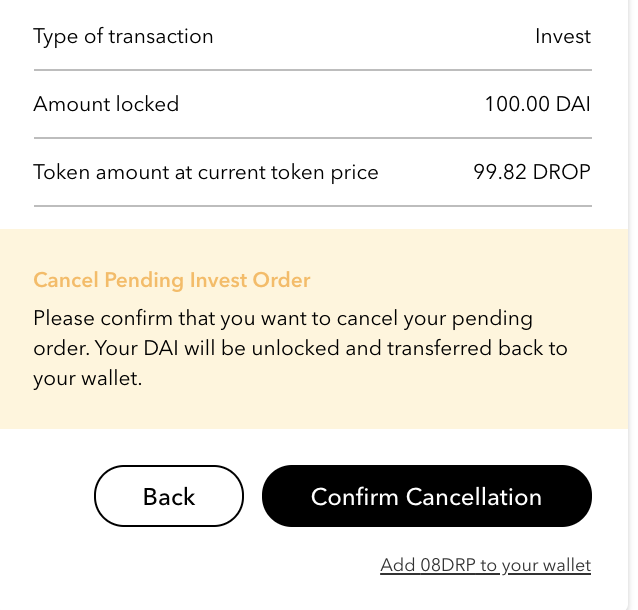 Type of transaction Invest
Amount locked 100.00 DAI
Token amount at current token price 99.82 DROP
Cancel Pending Invest Order
Please confirm that you want to cancel your pending
order. Your DAI will be unlocked and transferred back to
your wallet.
Back Confirm Cancellation
Add 08DRP to your wallet